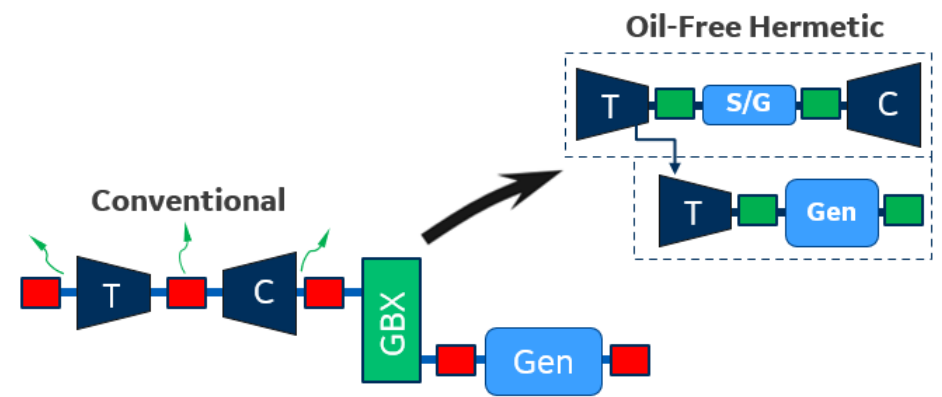 Oil-Free Hermetic
T
S/G
C
T
Gen
Conventional
T
C
GBX
Gen